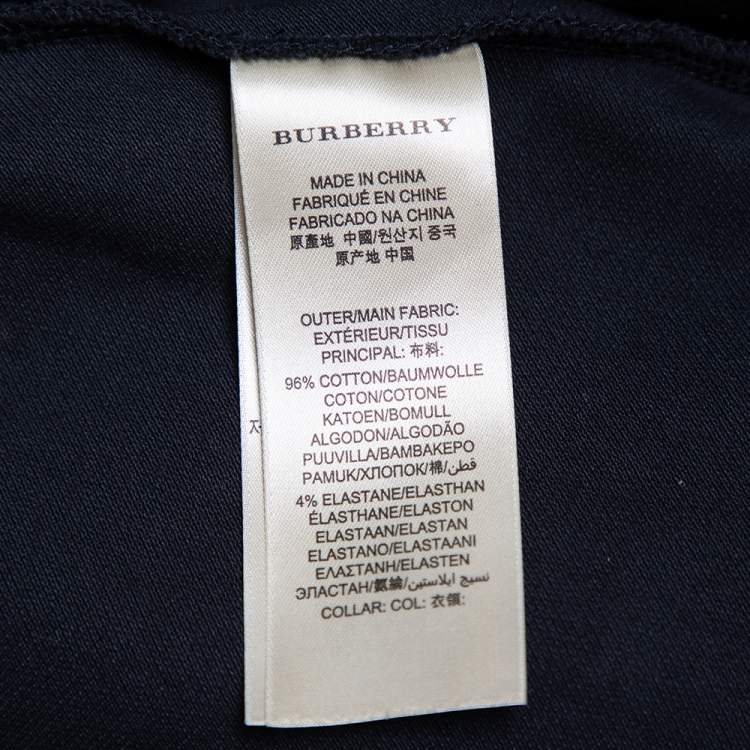 BURBERRY
MADE IN CHINA
FABRIQUÉ EN CHINE
FABRICADO NA CHINA
原產地 中國/원산지 중국
原产地 中国
OUTER/MAIN FABRIC:
EXTÉRIEUR/TISSU
PRINCIPAL: 布料:
96% COTTON/BAUMWOLLE
COTON/COTONE
KATOEN/BOMULL
ALGODON/ALGODÃO
PUUVILLA/ΒΑΜΒΑΚΕΡΟ
PAMUK/ХЛОПОК/棉/قطن
4% ELASTANE/ELASTHAN
ÉLASTHANE/ELASTON
ELASTAAN/ELASTAN
ELASTANO/ELASTAANI
ΕΛΑΣΤΑΝΗ/ELASTEN
ЭЛАСТАН/氨綸/نسيج ايلاستين
COLLAR: COL: 衣領: